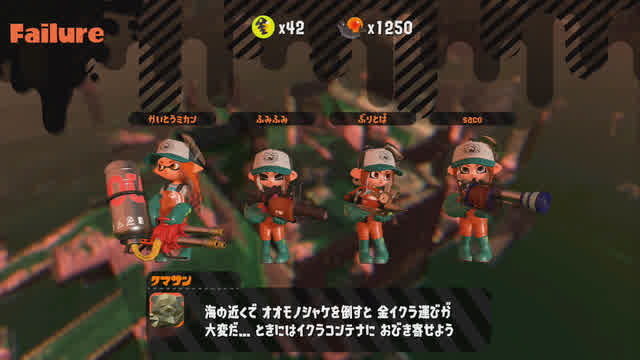 Failure
x42
x1250
かいとうミカン
ふみふみ
ぷりとば
saco
クマサン
海の近くで オオモノシャケを倒すと 金イクラ運びが
大変だ... ときにはイクラコンテナに おびき寄せよう